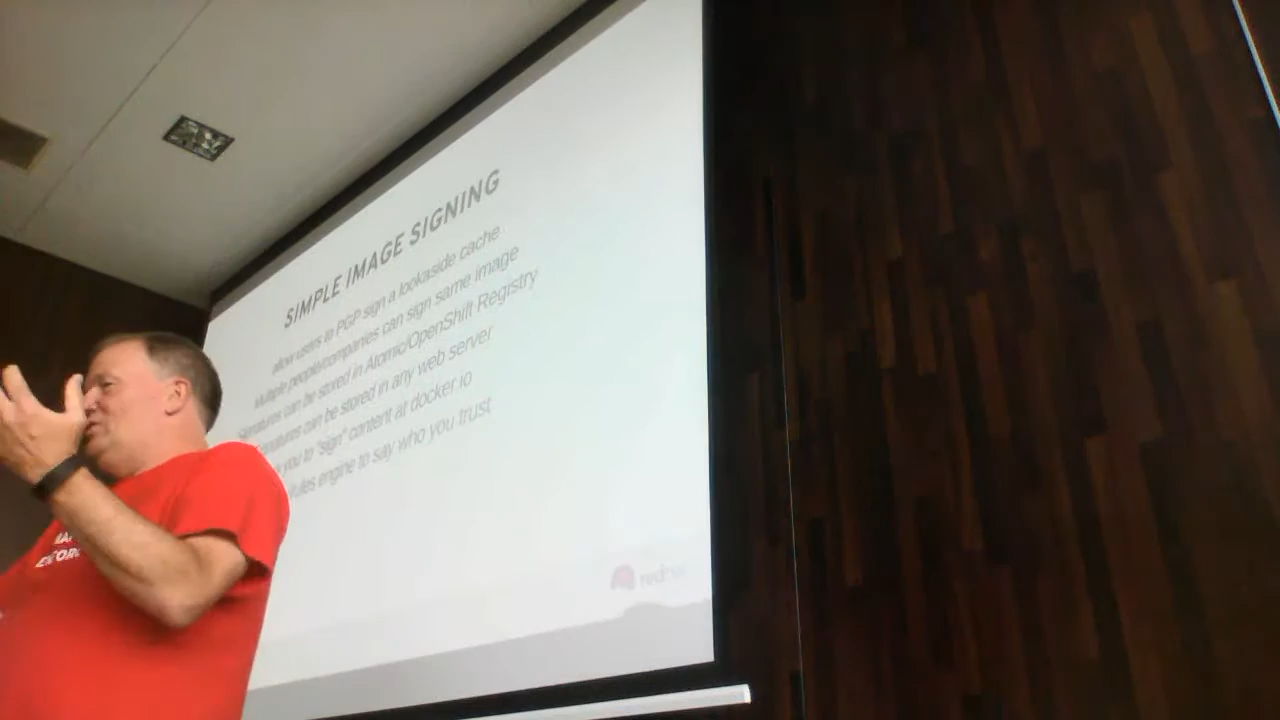 SIMPLE IMAGE SIGNING
allow users to PGP sign a lookaside cache
Multiple people/companies can sign same image
Signatures can be stored in Atomic/OpenShift Registry
natures can be stored in any web server
you to "sign" content at docker.io
rules engine to say who you trust
redhat